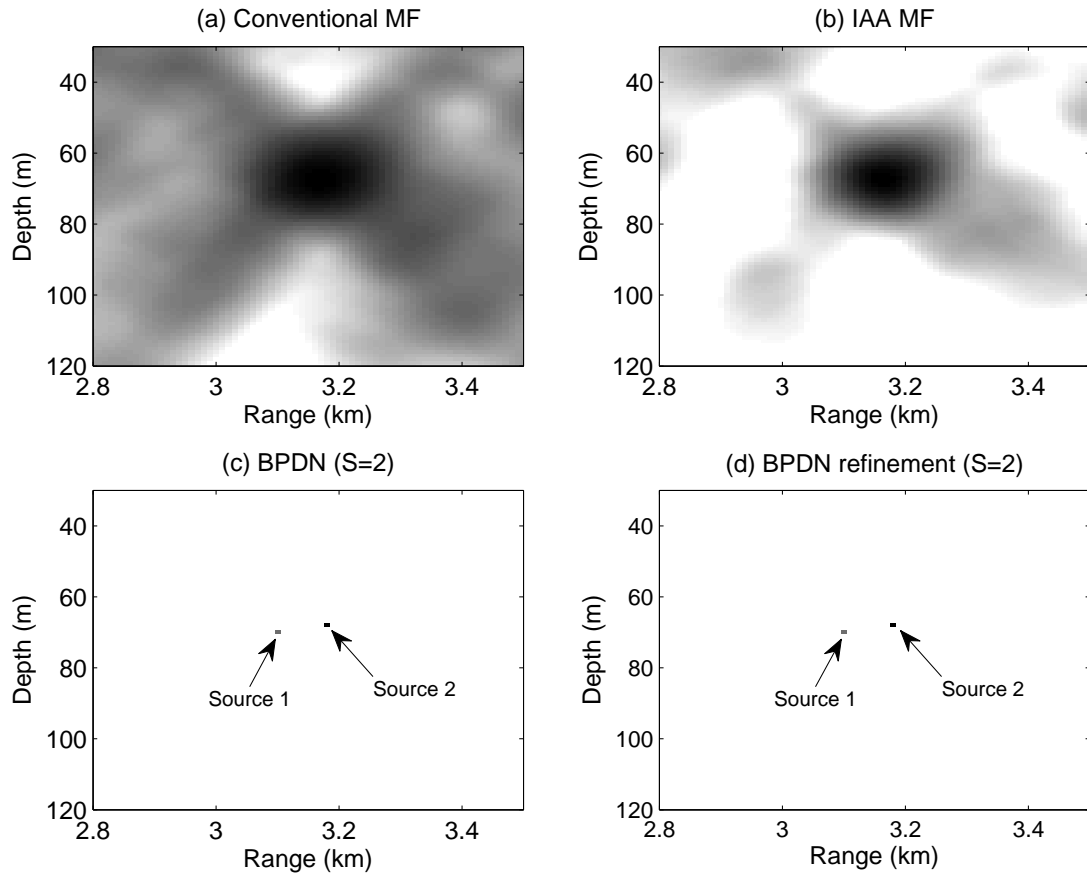 (a) Conventional MF
40
60
80
100
120
Depth (m)
2.8 3 3.2 3.4
Range (km)
(b) IAA MF
40
60
80
100
120
Depth (m)
2.8 3 3.2 3.4
Range (km)
(c) BPDN (S=2)
40
60
80
100
120
Depth (m)
Source 1
Source 2
2.8 3 3.2 3.4
Range (km)
(d) BPDN refinement (S=2)
40
60
80
100
120
Depth (m)
Source 1
Source 2
2.8 3 3.2 3.4
Range (km)